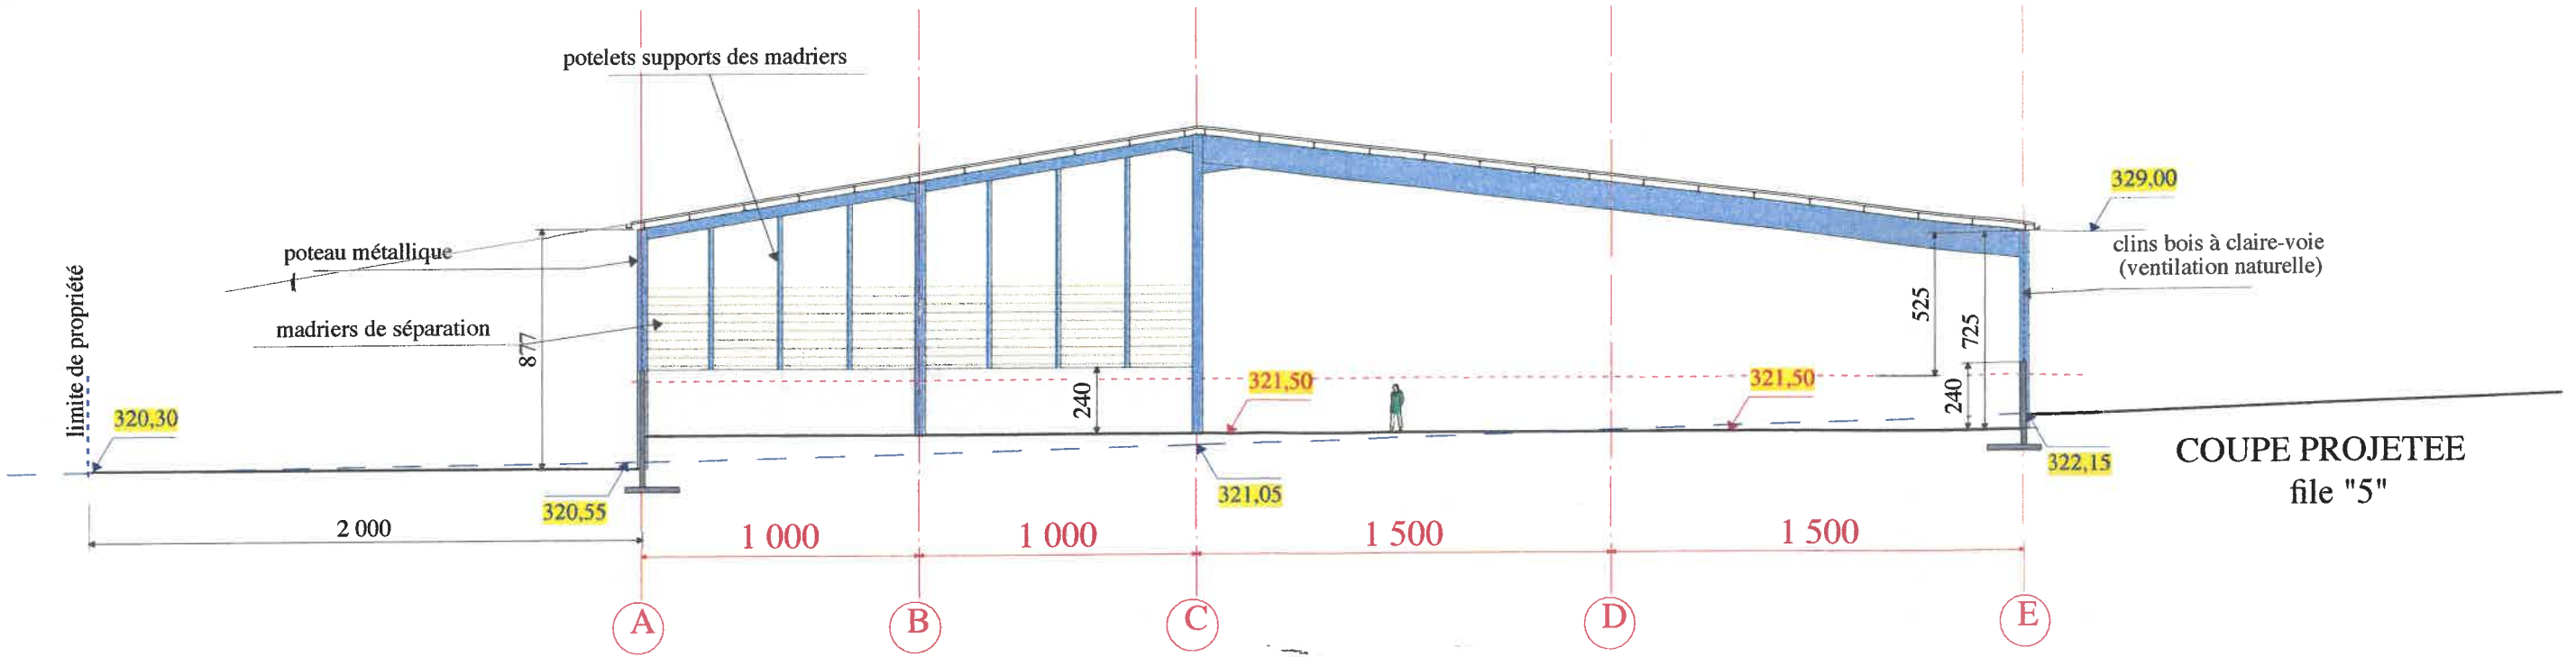 potelets supports des madriers
329,00
poteau métallique
clins bois à claire-voie
(ventilation naturelle)
limite de propriété
madriers de séparation
877
525
725
240
240
321,50
321,50
320,30
320,55
321,05
322,15
COUPE PROJETEE
file "5"
2 000
1 000
1 000
1 500
1 500
A
B
C
D
E